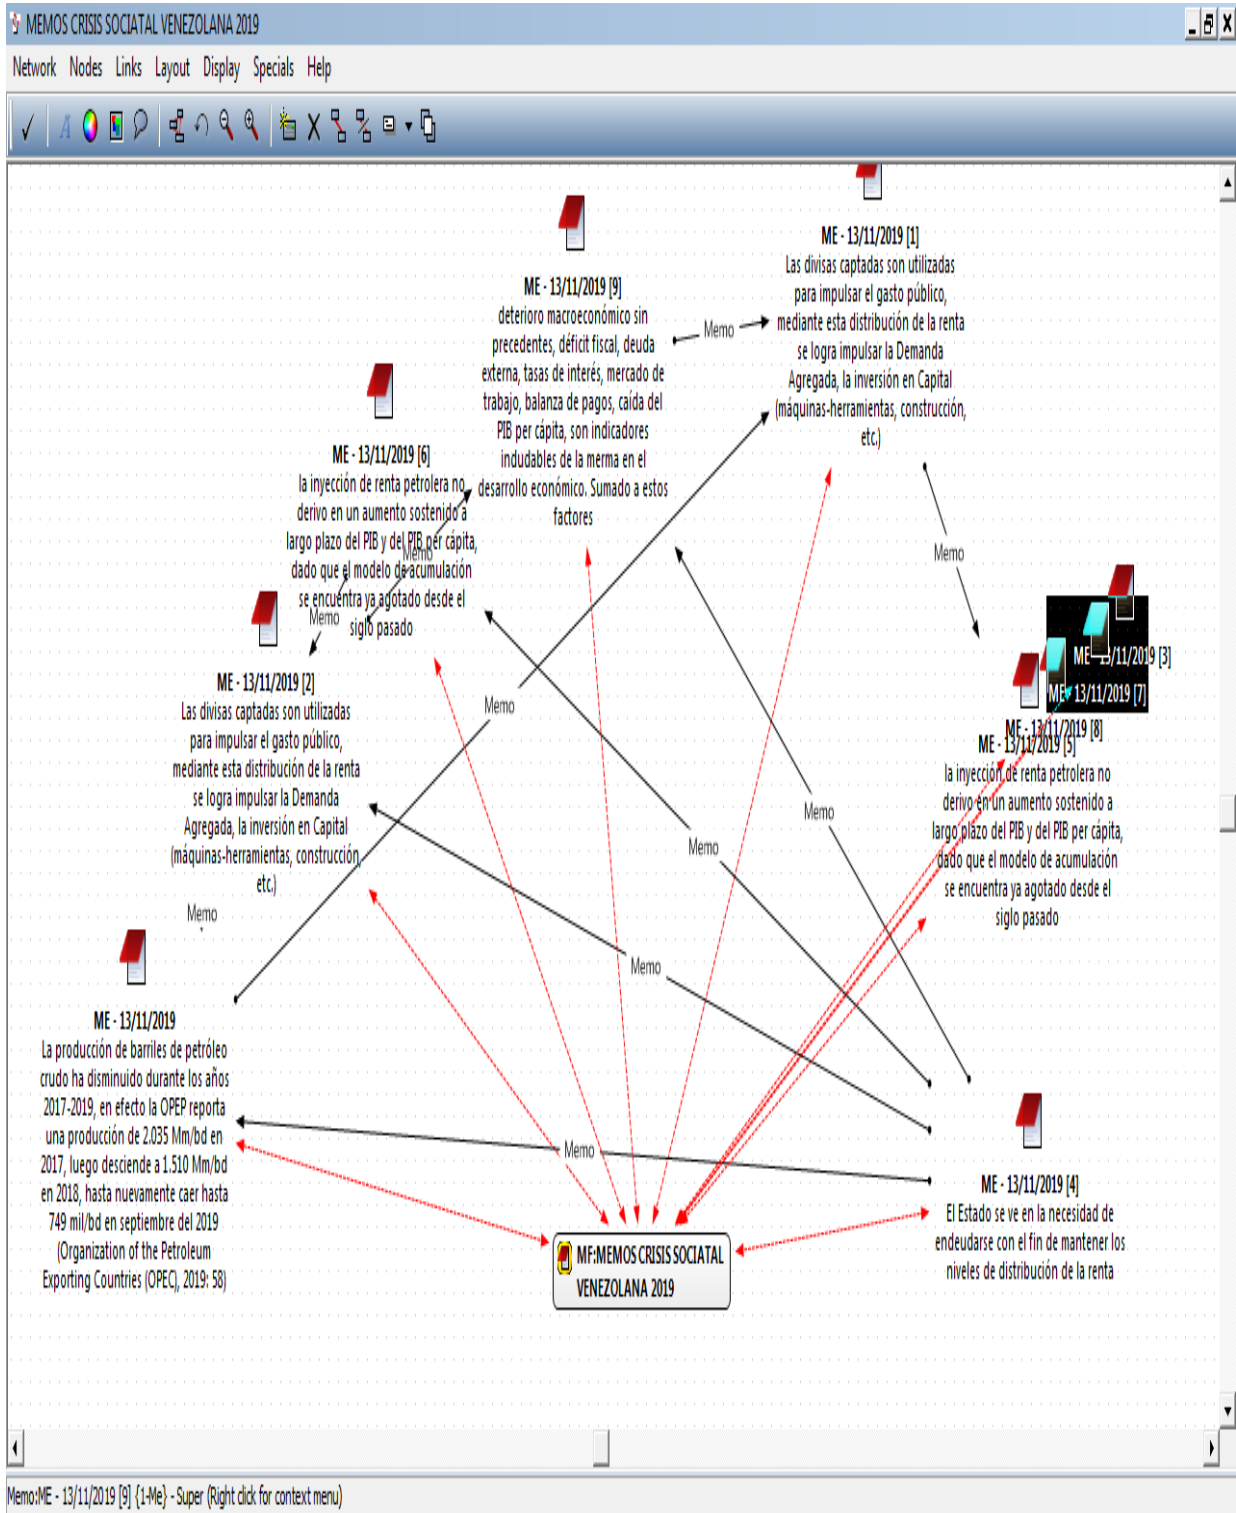 MEMOS CRISIS SOCIATAL VENEZOLANA 2019
Network Nodes Links Layout Display Specials Help
ME - 13/11/2019 [1]
Las divisas captadas son utilizadas
para impulsar el gasto público,
mediante esta distribución de la renta
se logra impulsar la Demanda
Agregada, la inversión en Capital
(máquinas-herramientas, construcción,
etc.)
ME - 13/11/2019 [9]
deterioro macroeconómico sin
precedentes, déficit fiscal, deuda
externa, tasas de interés, mercado de
trabajo, balanza de pagos, caída del
PIB per cápita, son indicadores
indudables de la merma en el
desarrollo económico. Sumado a estos
factores
Memo
ME - 13/11/2019 [6]
la inyección de renta petrolera no
derivo en un aumento sostenido a
largo plazo del PIB y del PIB per cápita,
dado que el modelo de acumulación
se encuentra ya agotado desde el
siglo pasado
Memo
Memo
Memo
ME - 13/11/2019 [2]
Las divisas captadas son utilizadas
para impulsar el gasto público,
mediante esta distribución de la renta
se logra impulsar la Demanda
Agregada, la inversión en Capital
(máquinas-herramientas, construcción,
etc.)
Memo
ME - 13/11/2019 [3]
ME - 13/11/2019 [7]
ME - 13/11/2019 [8]
ME - 13/11/2019 [5]
la inyección de renta petrolera no
derivo en un aumento sostenido a
largo plazo del PIB y del PIB per cápita,
dado que el modelo de acumulación
se encuentra ya agotado desde el
siglo pasado
Memo
Memo
Memo
Memo
ME - 13/11/2019
La producción de barriles de petróleo
crudo ha disminuido durante los años
2017-2019, en efecto la OPEP reporta
una producción de 2.035 Mm/bd en
2017, luego desciende a 1.510 Mm/bd
en 2018, hasta nuevamente caer hasta
749 mil/bd en septiembre del 2019
(Organization of the Petroleum
Exporting Countries (OPEC), 2019: 58)
Memo
ME - 13/11/2019 [4]
El Estado se ve en la necesidad de
endeudarse con el fin de mantener los
niveles de distribución de la renta
MF:MEMOS CRISIS SOCIATAL
VENEZOLANA 2019
Memo:ME - 13/11/2019 [9] {1-Me} - Super (Right click for context menu)